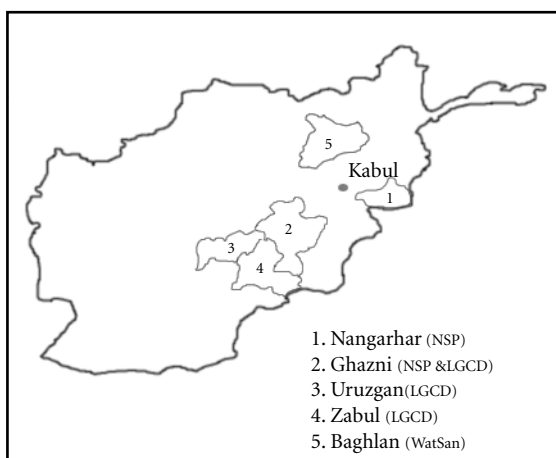 5
Kabul
1
2
3
4
1. Nangarhar (NSP)
2. Ghazni (NSP &LGCD)
3. Uruzgan(LGCD)
4. Zabul (LGCD)
5. Baghlan (WatSan)